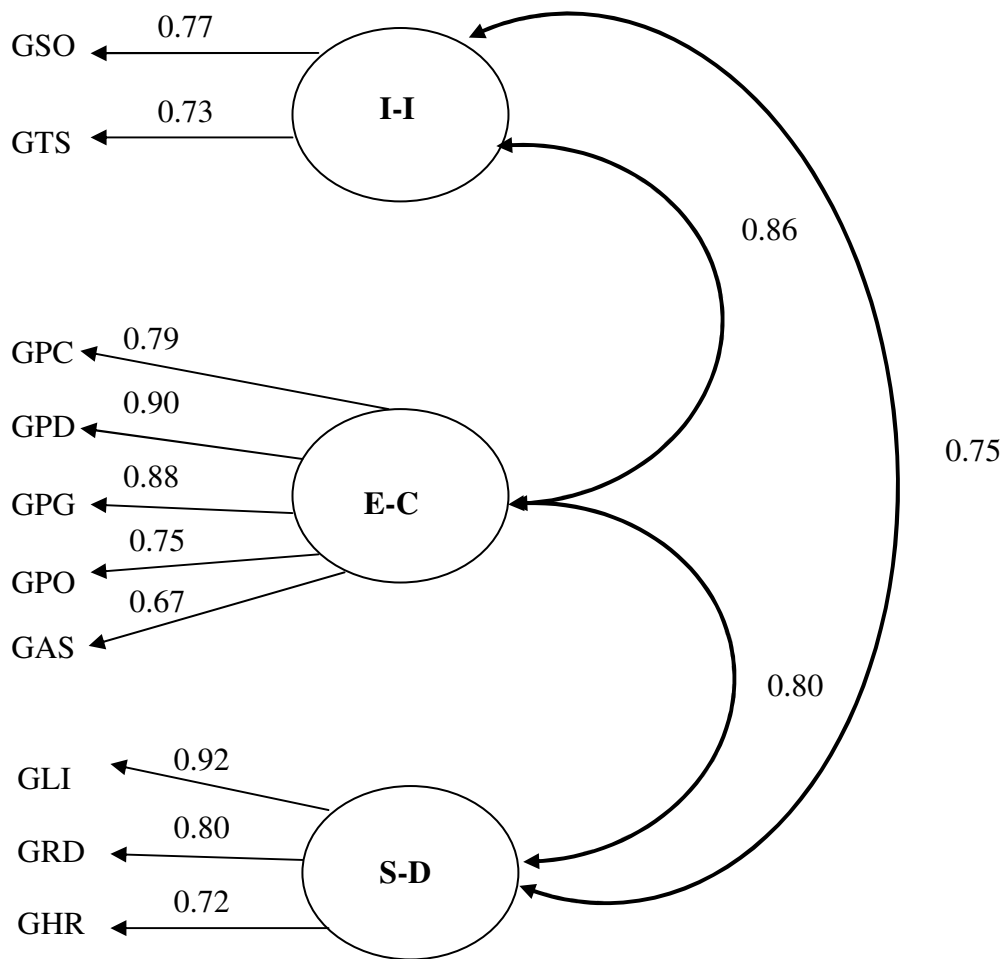 0.77
GSO
I-I
0.73
GTS
0.86
0.79
GPC
0.90
GPD
0.75
0.88
GPG
E-C
0.75
GPO
0.67
GAS
0.80
0.92
GLI
0.80
GRD
S-D
0.72
GHR